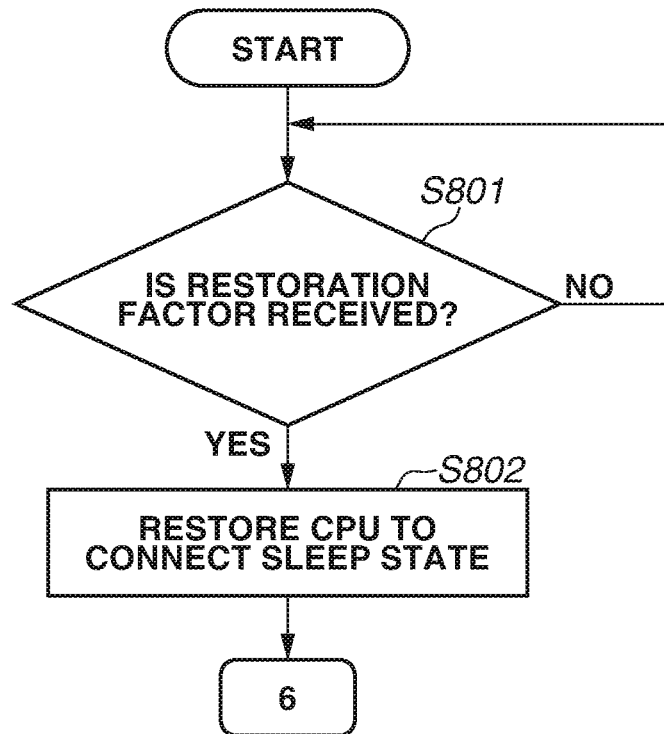 START
S801
IS RESTORATION
FACTOR RECEIVED?
NO
YES
S802
RESTORE CPU TO
CONNECT SLEEP STATE
6